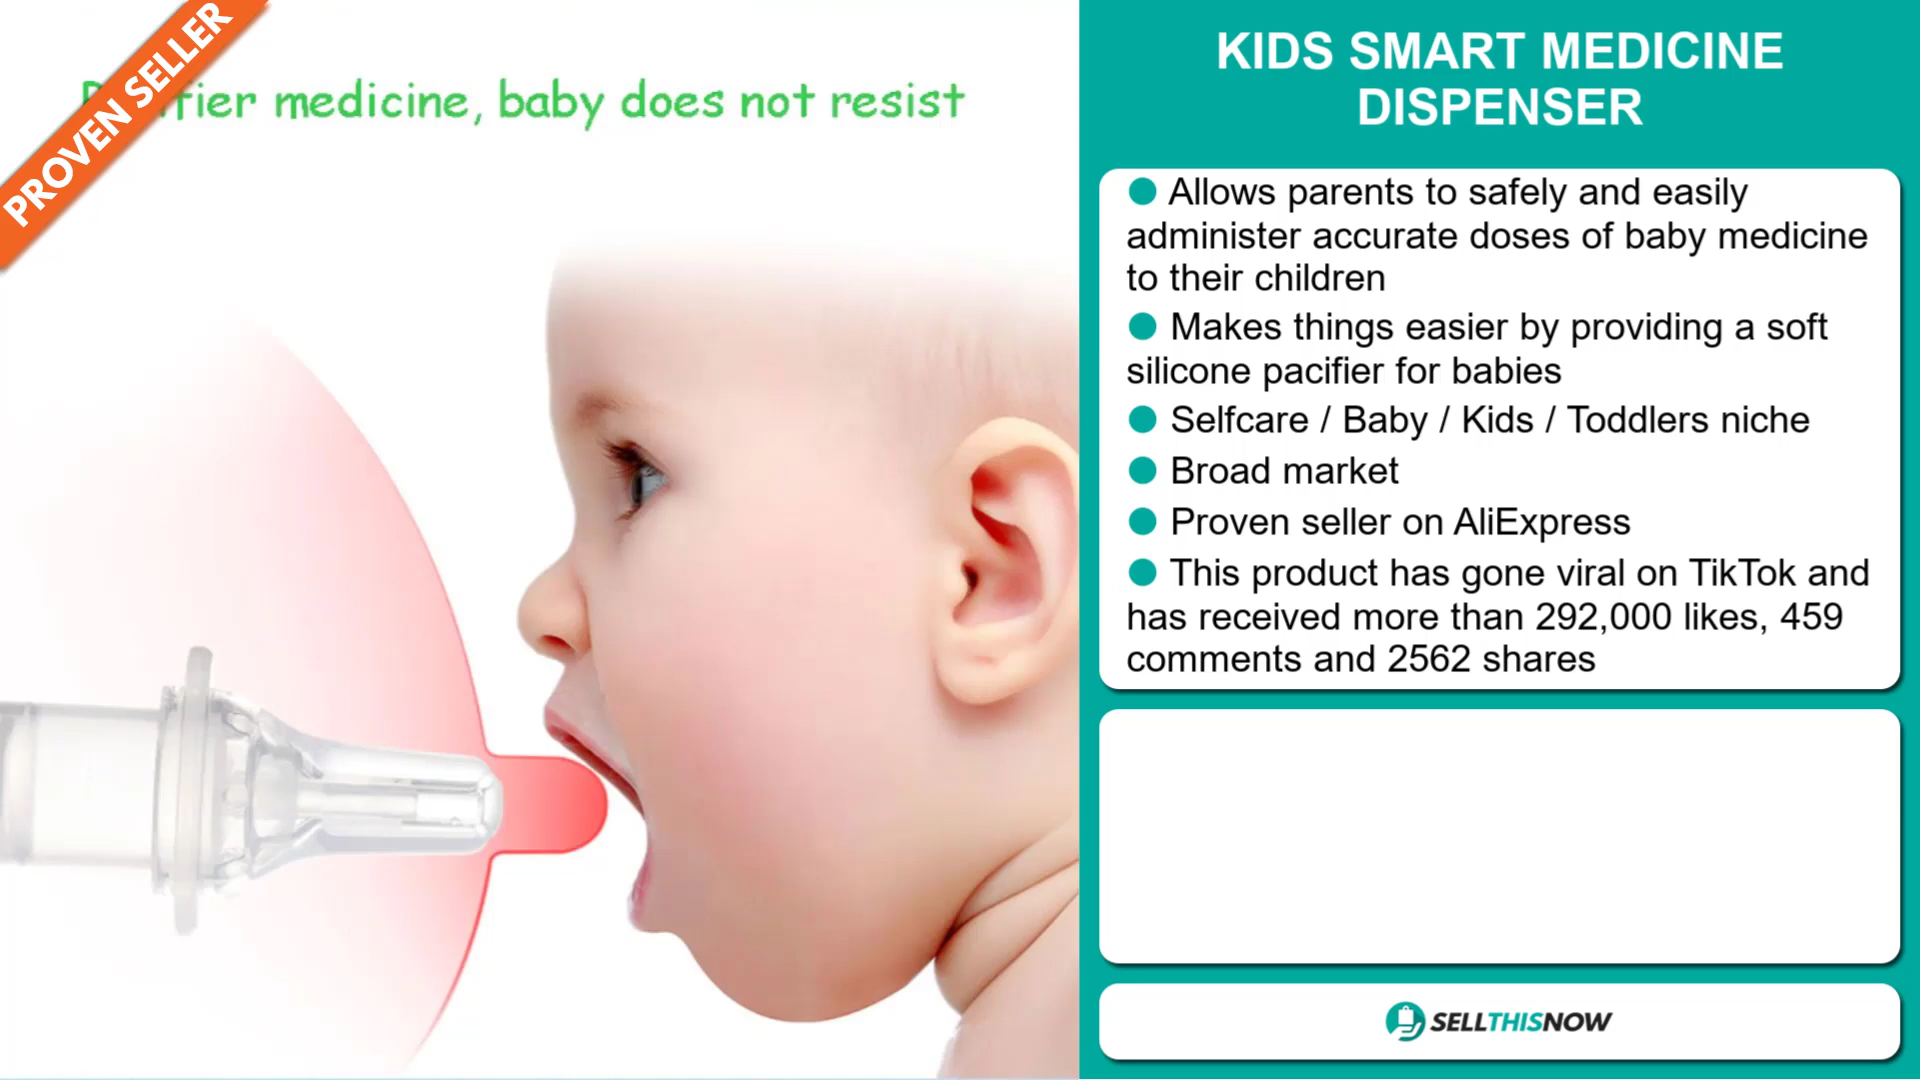 PROVEN SELLER
medicine, baby does not resist
KIDS SMART MEDICINE
DISPENSER
Allows parents to safely and easily
administer accurate doses of baby medicine
to their children
Makes things easier by providing a soft
silicone pacifier for babies
Selfcare / Baby / Kids / Toddlers niche
Broad market
Proven seller on AliExpress
This product has gone viral on TikTok and
has received more than 292,000 likes, 459
comments and 2562 shares
SELLTHISNOW